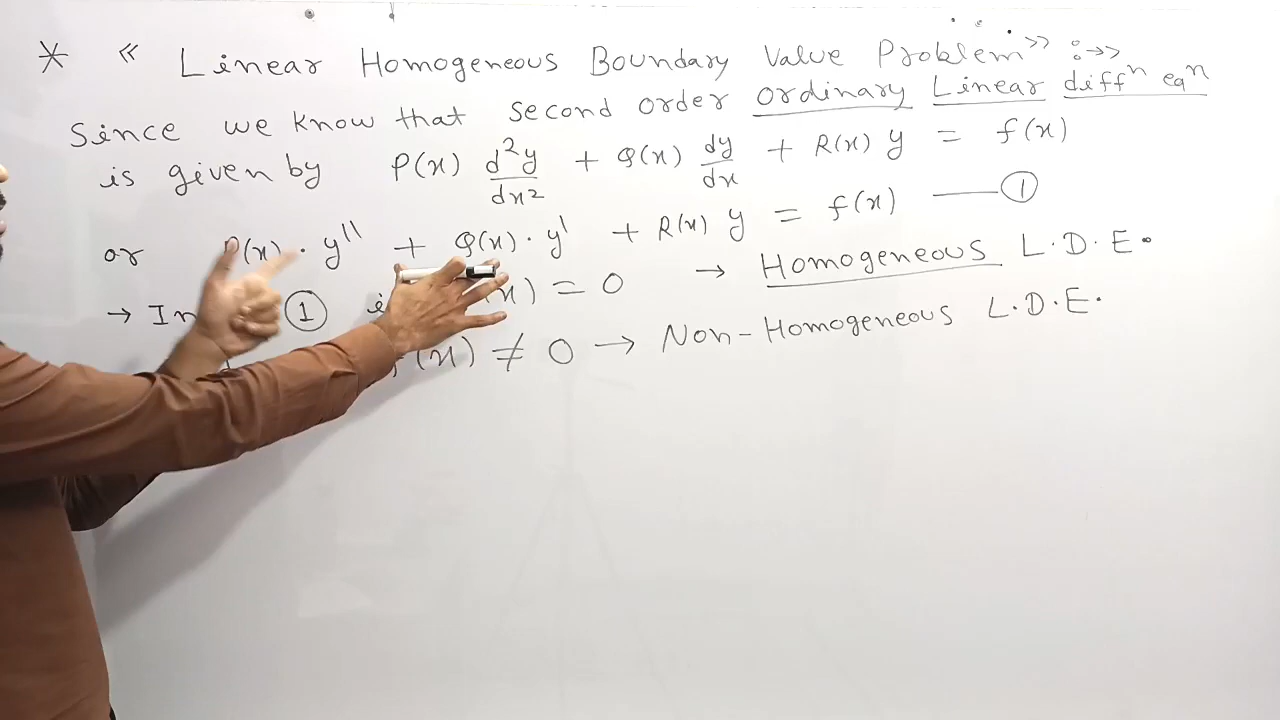 * « Linear Homogeneous Boundary Value Problem » :→>
Since we know that second order ordinary Linear diffⁿ eqⁿ
is given by P(x) d²y/dx² + Q(x) dy/dx + R(x) y = f(x)
or P(x) · y'' + Q(x) · y' + R(x) y = f(x) —— ①
→ In ① (x) = 0 → Homogeneous L.D.E.
f(x) ≠ 0 → Non-Homogeneous L.D.E.